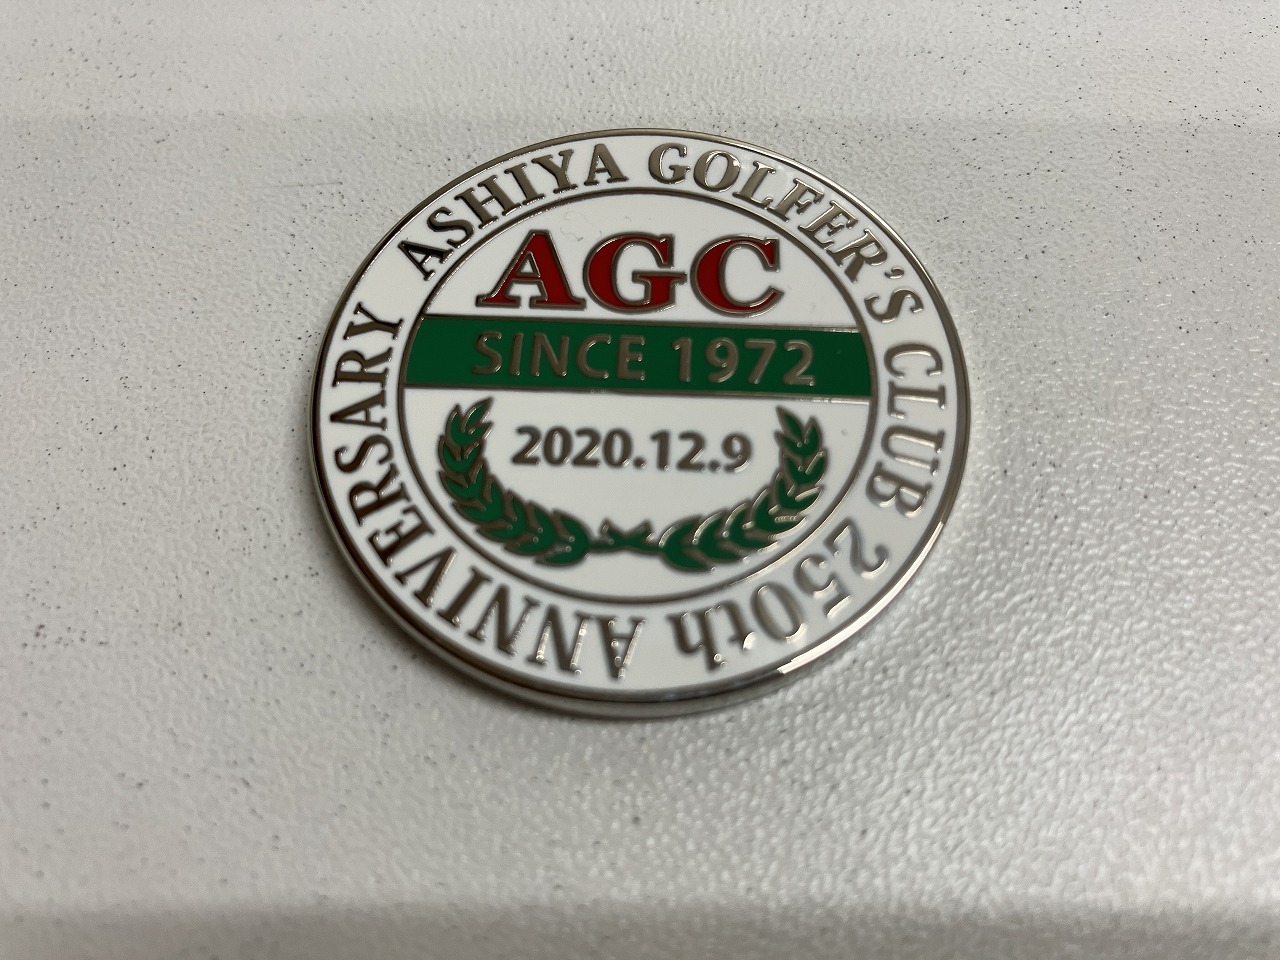 ASHIYA GOLFER'S CLUB 250th ANNIVERSARY
AGC
SINCE 1972
2020.12.9